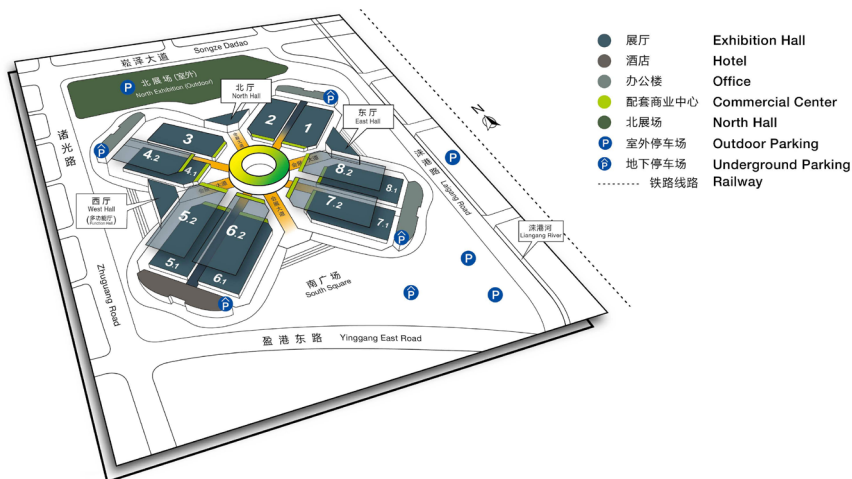 崧泽大道 Songze Dadao
北展场(室外)
North Exhibition (Outdoor)
P
北厅
North Hall
P
东厅
East Hall
诸光路
Zhuguang Road
2
1
3
4.2
4.1
P
8.2
8.1
7.2
7.1
P
涞港路
Laigang Road
P
N
西厅
West Hall
(多功能厅)
5.2
6.2
5.1
6.1
P
南广场
South Square
P
P
P
涞港河
Liangang River
盈港东路 Yinggang East Road
展厅 Exhibition Hall
酒店 Hotel
办公楼 Office
配套商业中心 Commercial Center
北展场 North Hall
P 室外停车场 Outdoor Parking
P 地下停车场 Underground Parking
铁路线路 Railway